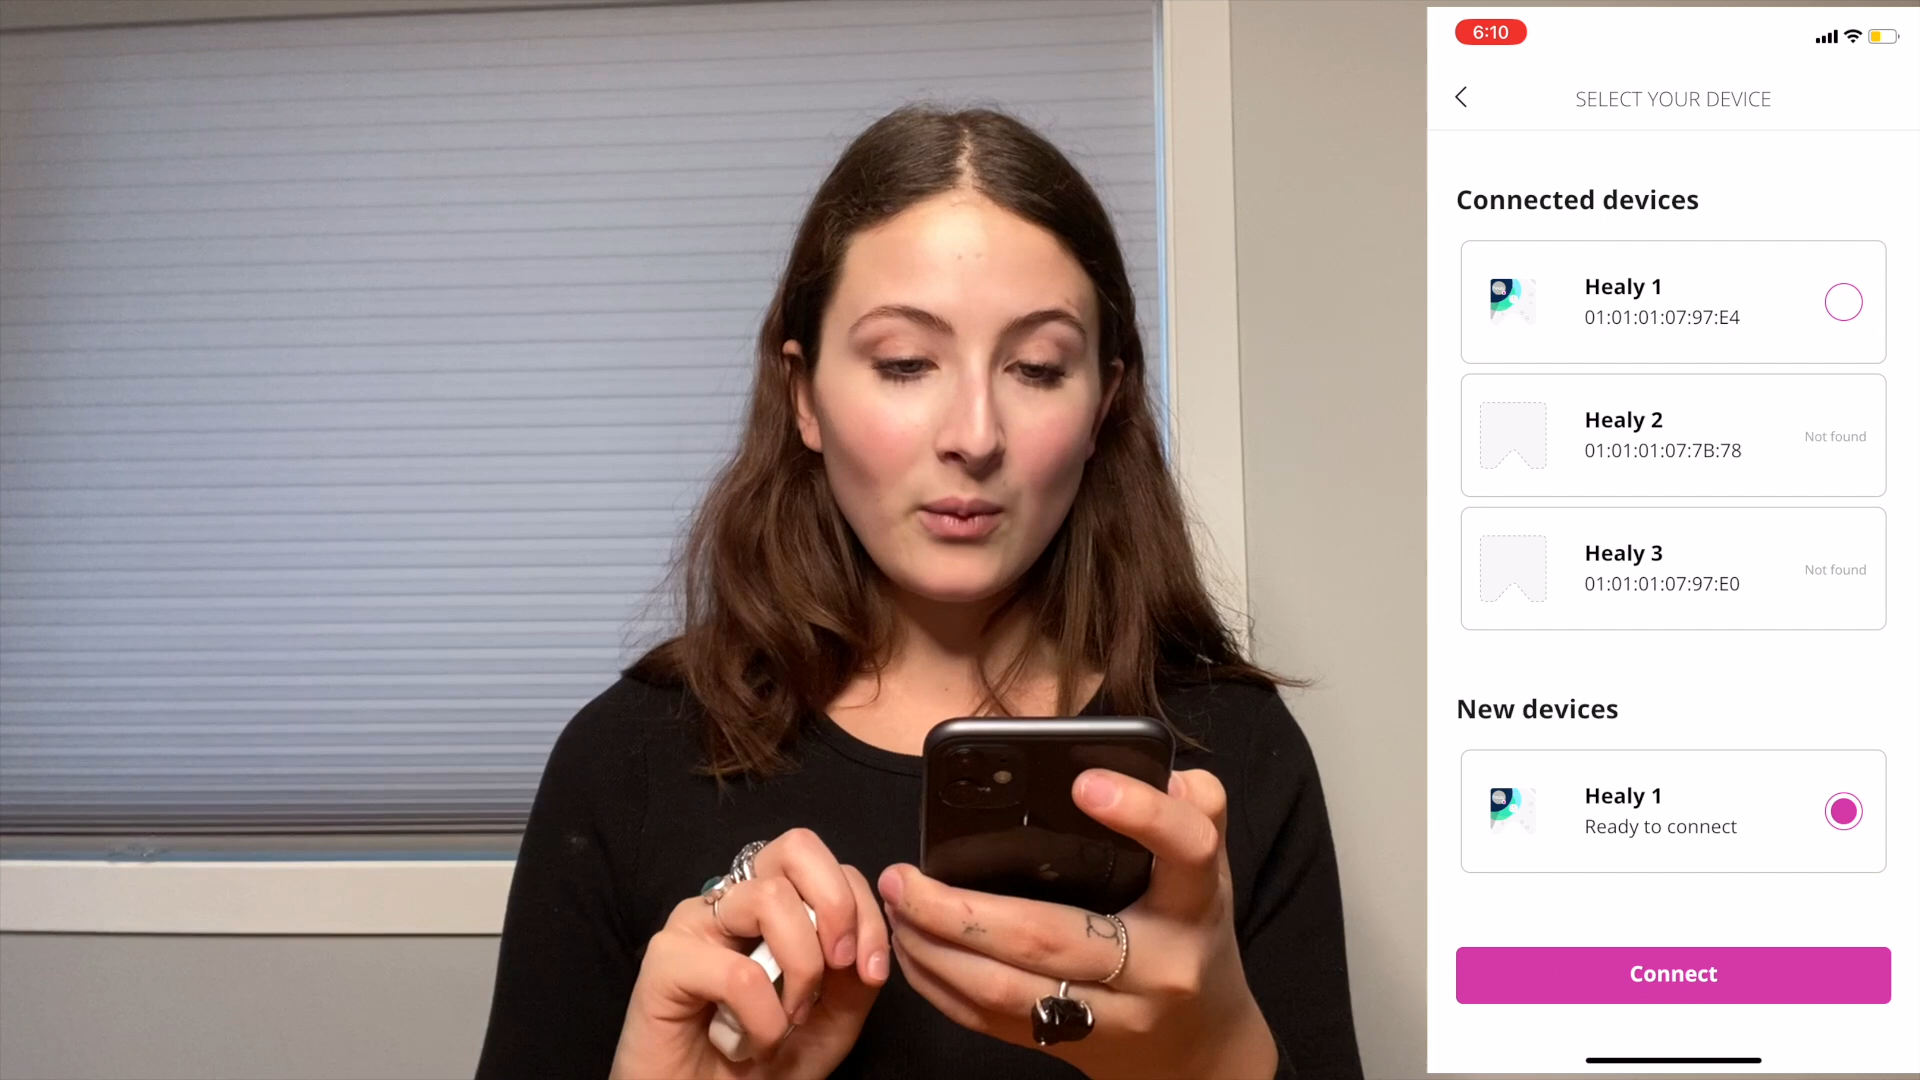 6:10
SELECT YOUR DEVICE
Connected devices
Healy 1
01:01:01:07:97:E4
Healy 2
01:01:01:07:7B:78
Not found
Healy 3
01:01:01:07:97:E0
Not found
New devices
Healy 1
Ready to connect
Connect